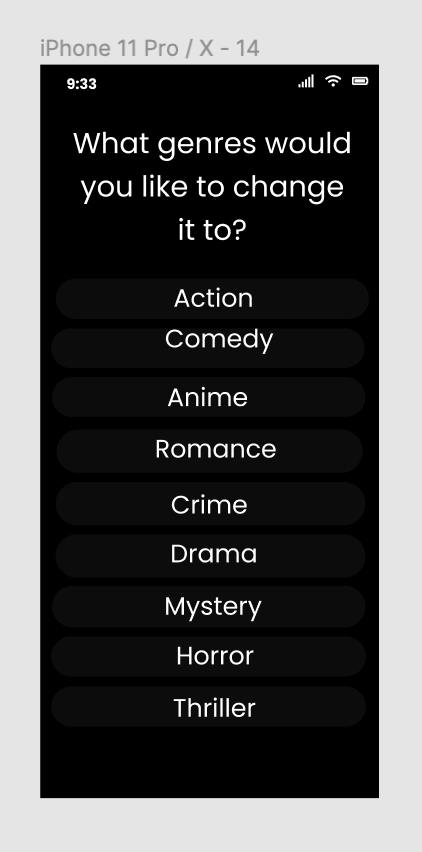 iPhone 11 Pro / X - 14
9:33
What genres would
you like to change
it to?
Action
Comedy
Anime
Romance
Crime
Drama
Mystery
Horror
Thriller